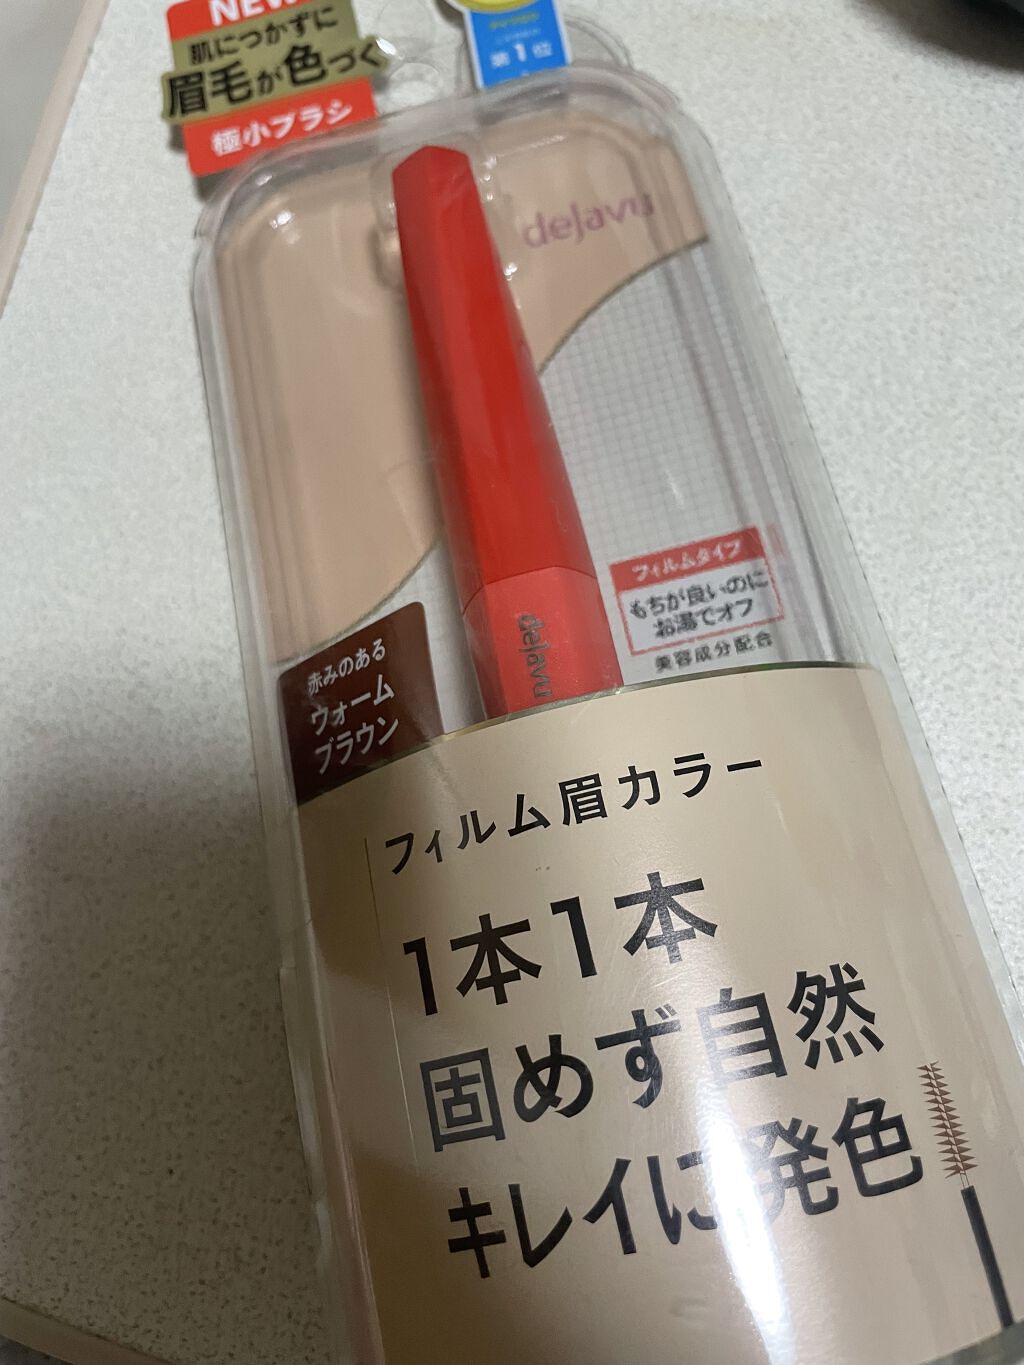 NEW
肌につかずに
眉毛が色づく
極小ブラシ
第1位
dejavu
フィルムタイプ
もちが良いのに
お湯でオフ
美容成分配合
dejavu
赤みのある
ウォーム
ブラウン
フィルム眉カラー
1本1本
固めず自然
キレイに発色